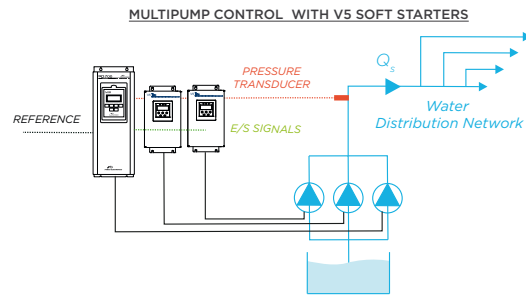 MULTIPUMP CONTROL WITH V5 SOFT STARTERS
Qs
PRESSURE
TRANSDUCER
REFERENCE
E/S SIGNALS
Water
Distribution Network